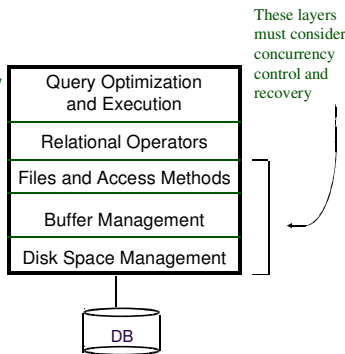 These layers
must consider
concurrency
control and
recovery
Query Optimization
and Execution
Relational Operators
Files and Access Methods
Buffer Management
Disk Space Management
DB